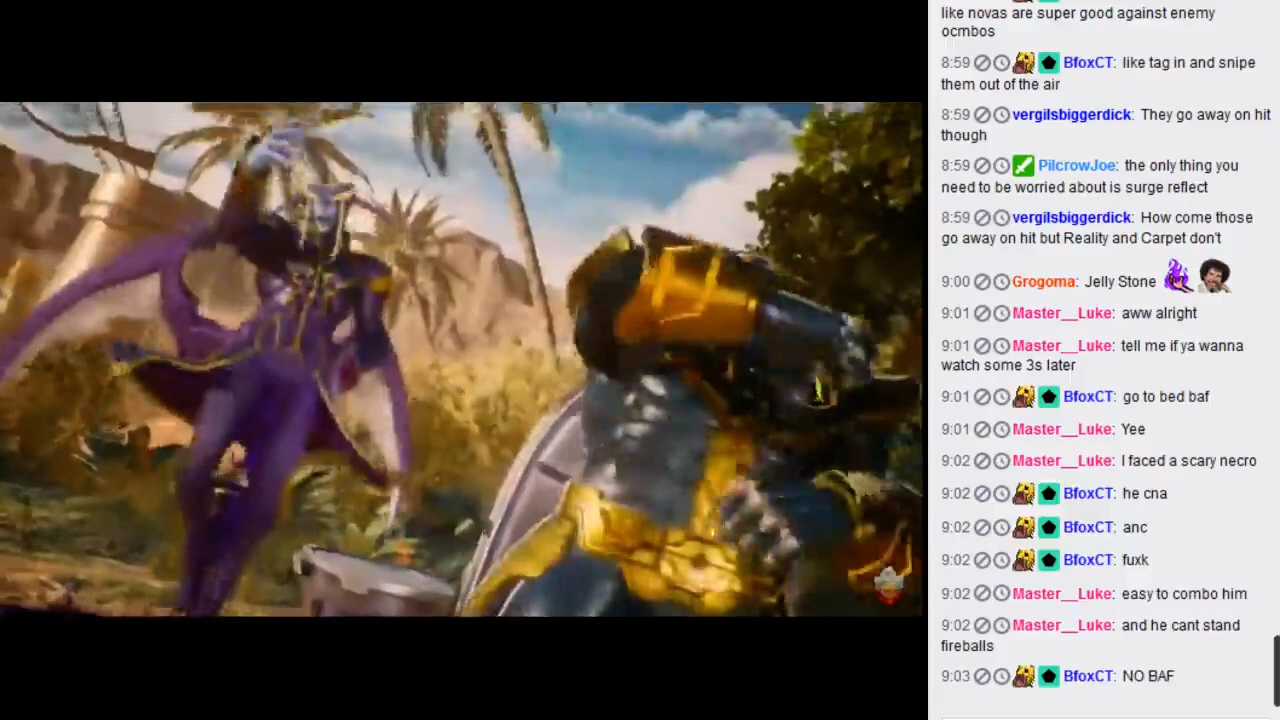 like novas are super good against enemy
ocmbos
8:59 BfoxCT: like tag in and snipe
them out of the air
8:59 vergilsbiggerdick: They go away on hit
though
8:59 PilcrowJoe: the only thing you
need to be worried about is surge reflect
8:59 vergilsbiggerdick: How come those
go away on hit but Reality and Carpet don't
9:00 Grogoma: Jelly Stone
9:01 Master__Luke: aww alright
9:01 Master__Luke: tell me if ya wanna
watch some 3s later
9:01 BfoxCT: go to bed baf
9:01 Master__Luke: Yee
9:02 Master__Luke: I faced a scary necro
9:02 BfoxCT: he cna
9:02 BfoxCT: anc
9:02 BfoxCT: fuxk
9:02 Master__Luke: easy to combo him
9:02 Master__Luke: and he cant stand
fireballs
9:03 BfoxCT: NO BAF